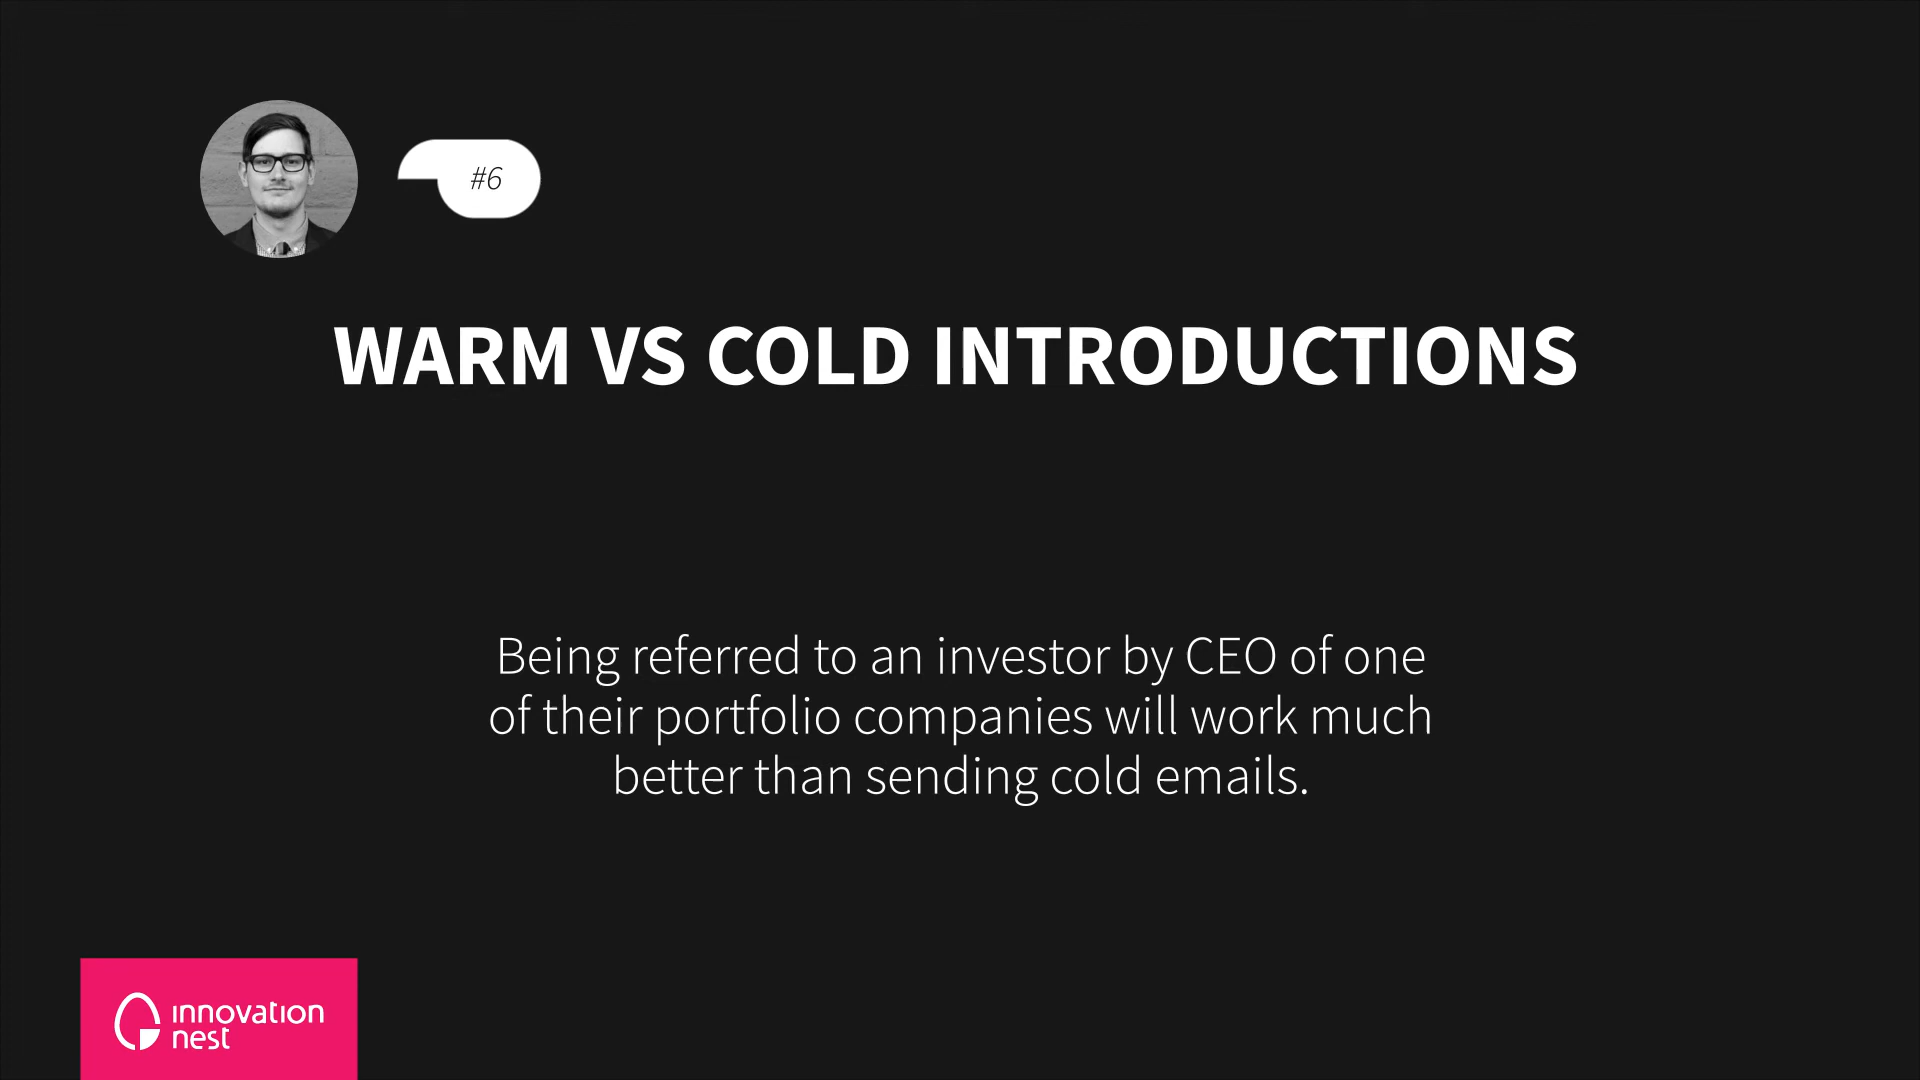 #6
WARM VS COLD INTRODUCTIONS
Being referred to an investor by CEO of one
of their portfolio companies will work much
better than sending cold emails.
innovation
nest